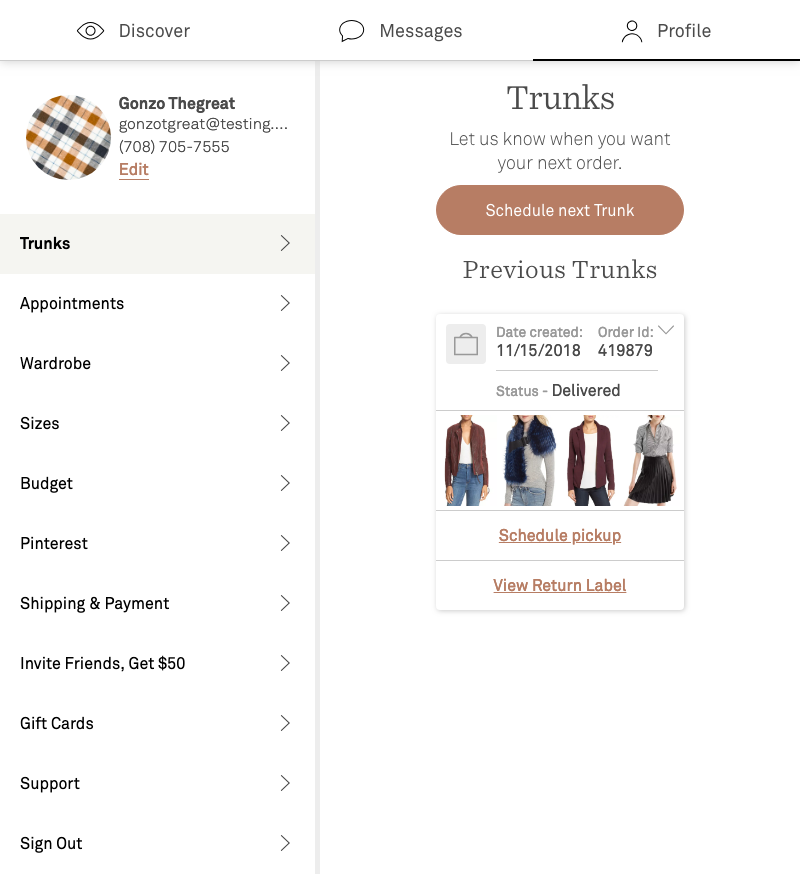 Discover
Messages
Profile
Gonzo Thegreat
gonzotgreat@testing....
(708) 705-7555
Edit
Trunks
Appointments
Wardrobe
Sizes
Budget
Pinterest
Shipping & Payment
Invite Friends, Get $50
Gift Cards
Support
Sign Out
Trunks
Let us know when you want
your next order.
Schedule next Trunk
Previous Trunks
Date created: Order Id:
11/15/2018 419879
Status - Delivered
Schedule pickup
View Return Label